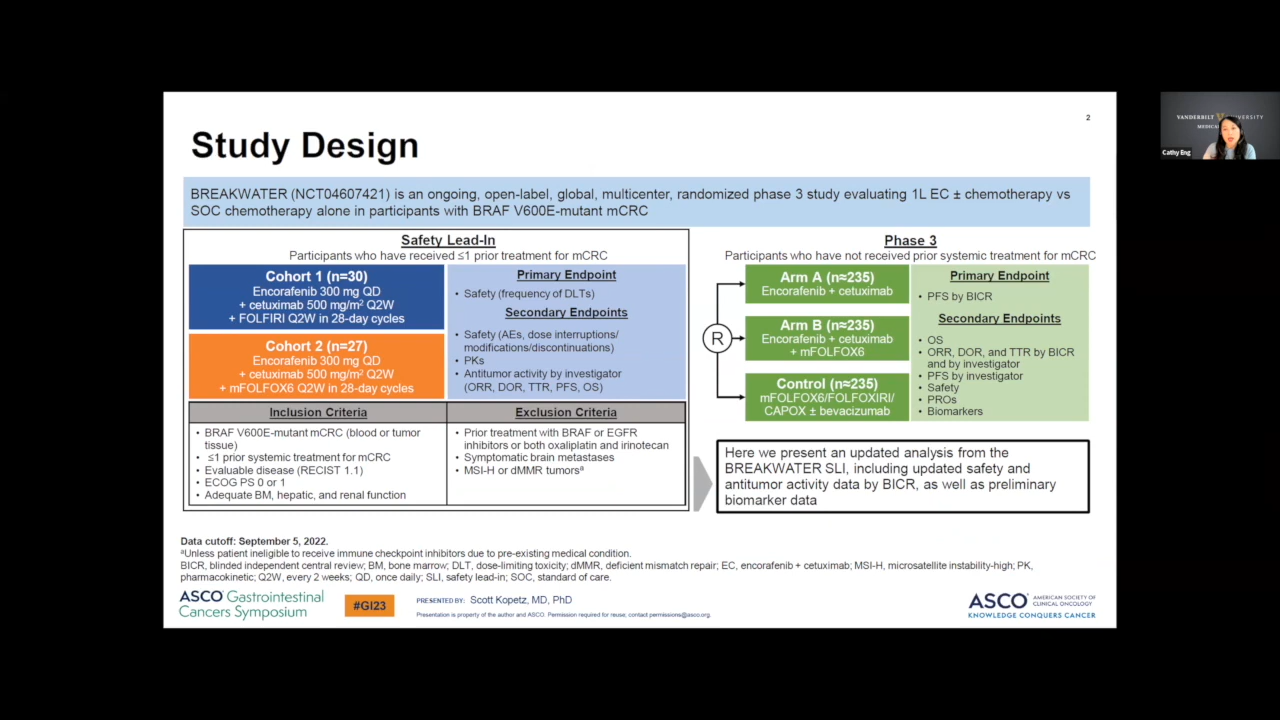 2
Study Design
BREAKWATER (NCT04607421) is an ongoing, open-label, global, multicenter, randomized phase 3 study evaluating 1L EC ± chemotherapy vs
SOC chemotherapy alone in participants with BRAF V600E-mutant mCRC
Safety Lead-In
Participants who have received ≤1 prior treatment for mCRC
Cohort 1 (n=30)
Encorafenib 300 mg QD
+ cetuximab 500 mg/m² Q2W
+ FOLFIRI Q2W in 28-day cycles
Cohort 2 (n=27)
Encorafenib 300 mg QD
+ cetuximab 500 mg/m² Q2W
+ mFOLFOX6 Q2W in 28-day cycles
Primary Endpoint
• Safety (frequency of DLTs)
Secondary Endpoints
• Safety (AEs, dose interruptions/
modifications/discontinuations)
• PKs
• Antitumor activity by investigator
(ORR, DOR, TTR, PFS, OS)
Inclusion Criteria
• BRAF V600E-mutant mCRC (blood or tumor
tissue)
• ≤1 prior systemic treatment for mCRC
• Evaluable disease (RECIST 1.1)
• ECOG PS 0 or 1
• Adequate BM, hepatic, and renal function
Exclusion Criteria
• Prior treatment with BRAF or EGFR
inhibitors or both oxaliplatin and irinotecan
• Symptomatic brain metastases
• MSI-H or dMMR tumorsª
Phase 3
Participants who have not received prior systemic treatment for mCRC
R
Arm A (n≈235)
Encorafenib + cetuximab
Arm B (n≈235)
Encorafenib + cetuximab
+ mFOLFOX6
Control (n≈235)
mFOLFOX6/FOLFOXIRI/
CAPOX ± bevacizumab
Primary Endpoint
• PFS by BICR
Secondary Endpoints
• OS
• ORR, DOR, and TTR by BICR
and by investigator
• PFS by investigator
• Safety
• PROs
• Biomarkers
Here we present an updated analysis from the
BREAKWATER SLI, including updated safety and
antitumor activity data by BICR, as well as preliminary
biomarker data
Data cutoff: September 5, 2022.
ªUnless patient ineligible to receive immune checkpoint inhibitors due to pre-existing medical condition.
BICR, blinded independent central review; BM, bone marrow; DLT, dose-limiting toxicity; dMMR, deficient mismatch repair; EC, encorafenib + cetuximab; MSI-H, microsatellite instability-high; PK,
pharmacokinetic; Q2W, every 2 weeks; QD, once daily; SLI, safety lead-in; SOC, standard of care.
ASCO Gastrointestinal
Cancers Symposium
#GI23
PRESENTED BY: Scott Kopetz, MD, PhD
Presentation is property of the author and ASCO. Permission required for reuse; contact permissions@asco.org.
ASCO AMERICAN SOCIETY OF
CLINICAL ONCOLOGY
KNOWLEDGE CONQUERS CANCER
VANDERBILT
Cathy Eng